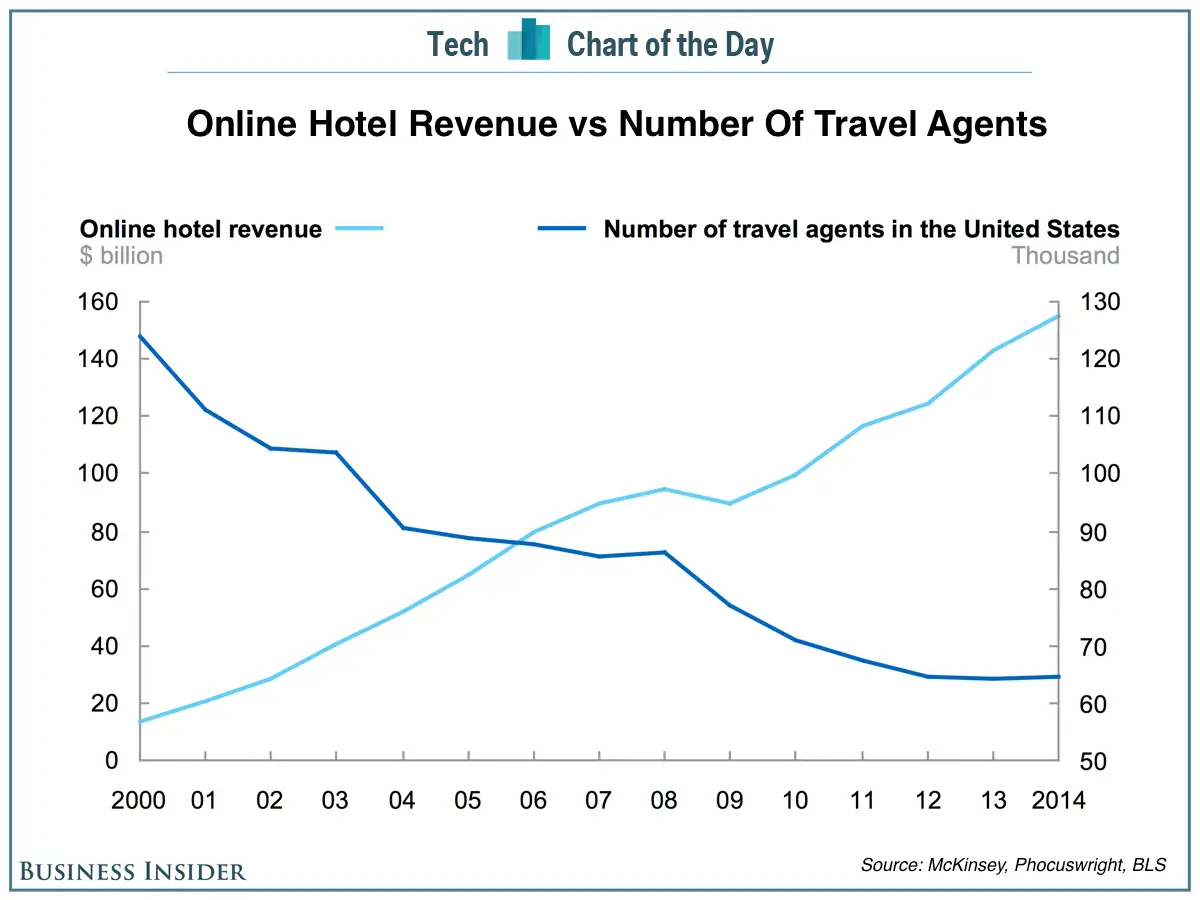 Tech Chart of the Day
Online Hotel Revenue vs Number Of Travel Agents
Online hotel revenue
$ billion
Number of travel agents in the United States
Thousand
160
140
120
100
80
60
40
20
0
130
120
110
100
90
80
70
60
50
2000 01 02 03 04 05 06 07 08 09 10 11 12 13 2014
BUSINESS INSIDER
Source: McKinsey, Phocuswright, BLS